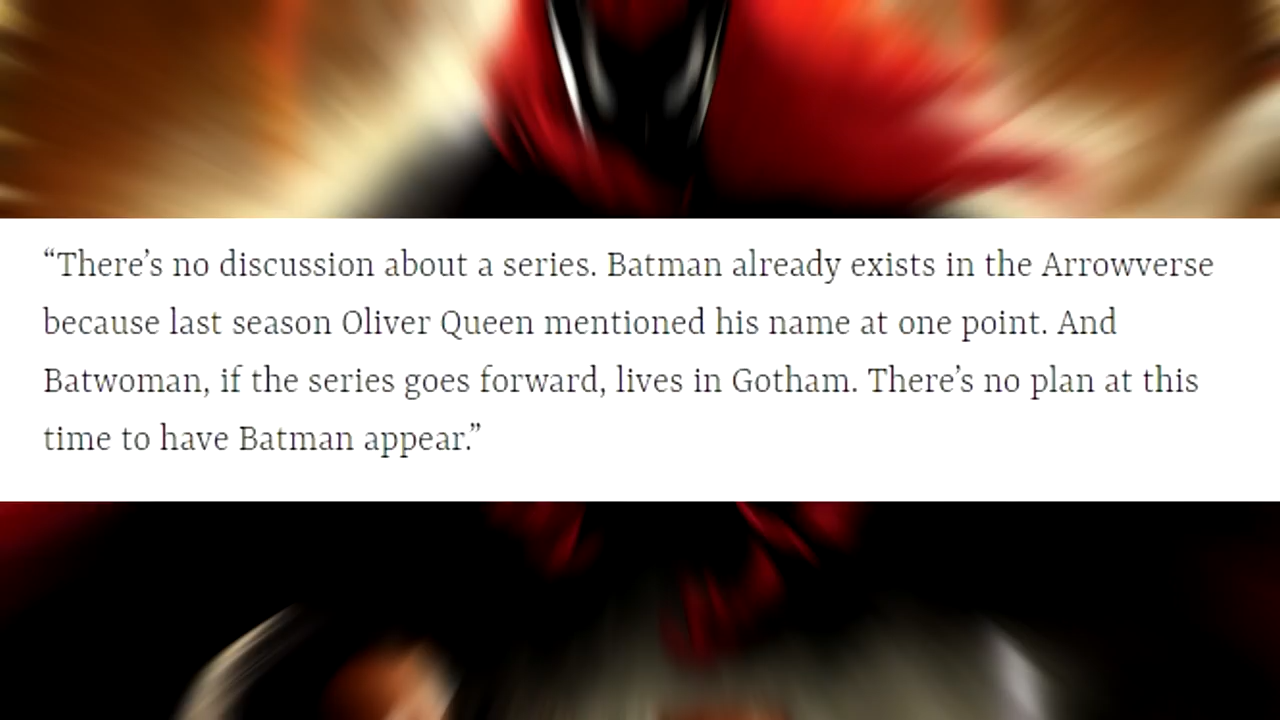 “There’s no discussion about a series. Batman already exists in the Arrowverse
because last season Oliver Queen mentioned his name at one point. And
Batwoman, if the series goes forward, lives in Gotham. There’s no plan at this
time to have Batman appear.”